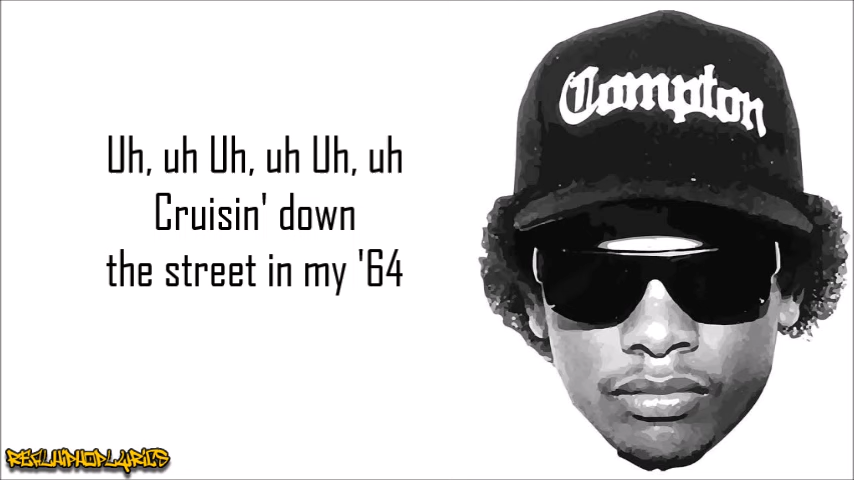 Uh, uh Uh, uh Uh, uh
Cruisin' down
the street in my '64
Compton
REALHIPHOPLYRICS